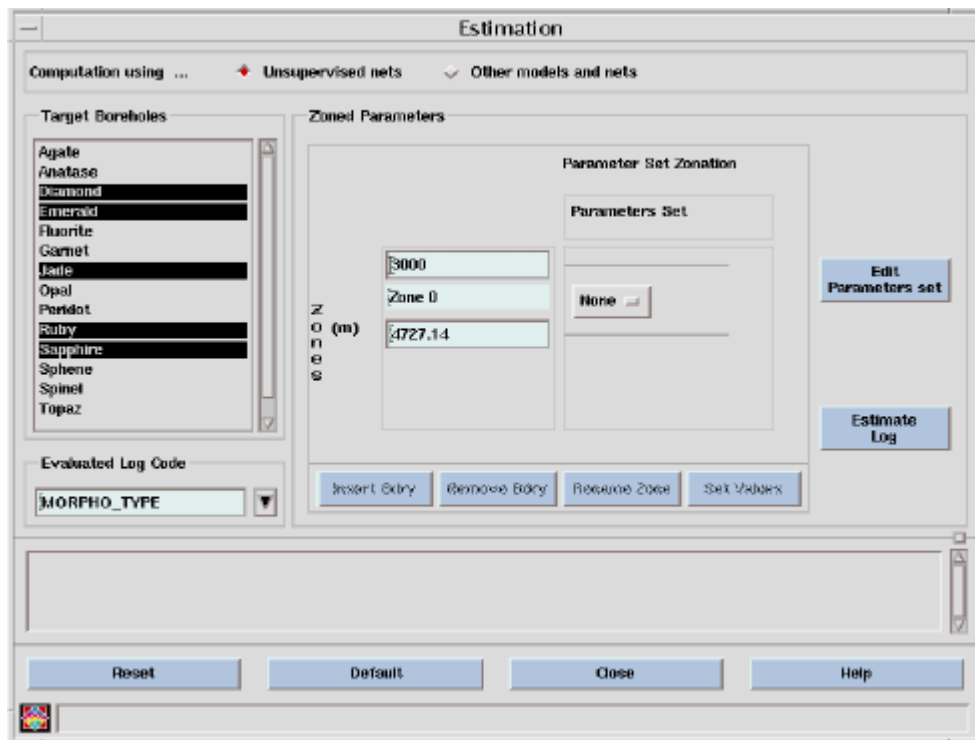 Estimation
Computation using ... Unsupervised nets Other models and nets
Target Boreholes
Agate
Anatase
Diamond
Emerald
Fluorite
Garnet
Jade
Opal
Peridot
Ruby
Sapphire
Sphene
Spinel
Topaz
Evaluated Log Code
MORPHO_TYPE
Zoned Parameters
Parameter Set Zonation
Parameters Set
Zones
(m)
3000
Zone 0
4727.14
None
Insert Bdry Remove Bdry Rename Zone Set Values
Edit
Parameters set
Estimate
Log
Reset Default Close Help